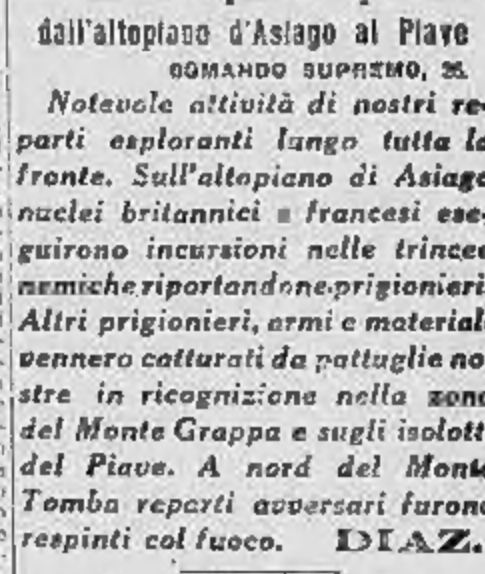 dall'altopiano d'Asiago al Piave
COMANDO SUPREMO, 26.
Notevole attività di nostri re-
parti esploranti lungo tutta la
fronte. Sull'altopiano di Asiago
nuclei britannici e francesi ese-
guirono incursioni nelle trincee
nemiche riportandone prigionieri.
Altri prigionieri, armi e materiali
vennero catturati da pattuglie no-
stre in ricognizione nella zona
del Monte Grappa e sugli isolotti
del Piave. A nord del Monte
Tomba reparti avversari furono
respinti col fuoco. DIAZ.